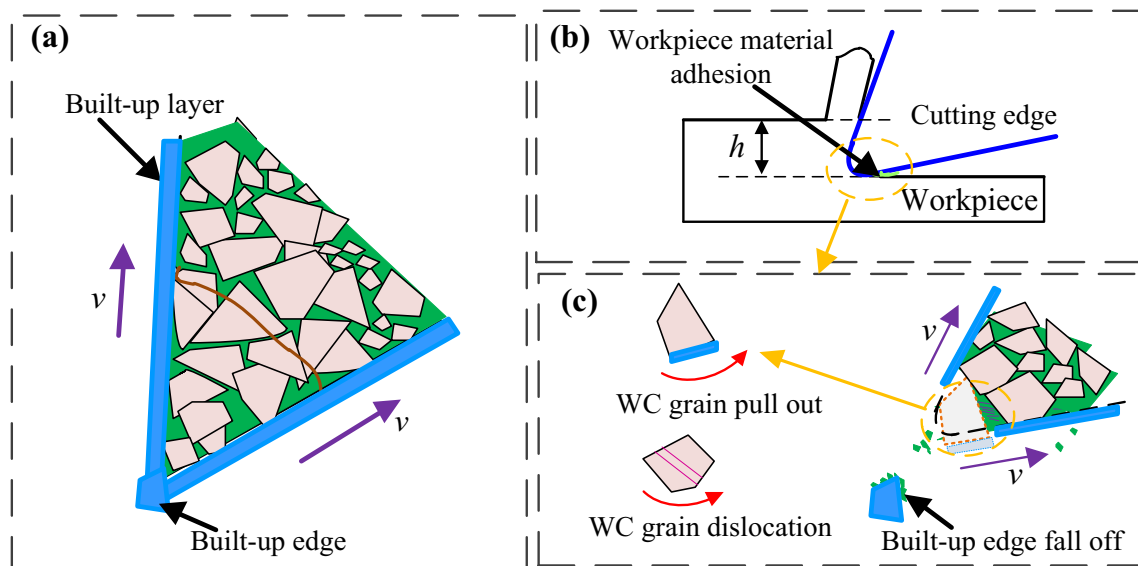 (a)
Built-up layer
v
v
Built-up edge
(b)
Workpiece material
adhesion
Cutting edge
h
Workpiece
(c)
v
WC grain pull out
v
WC grain dislocation
Built-up edge fall off